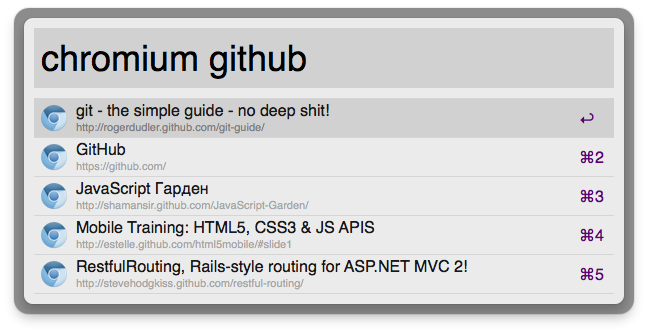 chromium github
git - the simple guide - no deep shit!
http://rogerdudler.github.com/git-guide/
↩
GitHub
https://github.com/
⌘2
JavaScript Гарден
http://shamansir.github.com/JavaScript-Garden/
⌘3
Mobile Training: HTML5, CSS3 & JS APIS
http://estelle.github.com/html5mobile/#slide1
⌘4
RestfulRouting, Rails-style routing for ASP.NET MVC 2!
http://stevehodgkiss.github.com/restful-routing/
⌘5